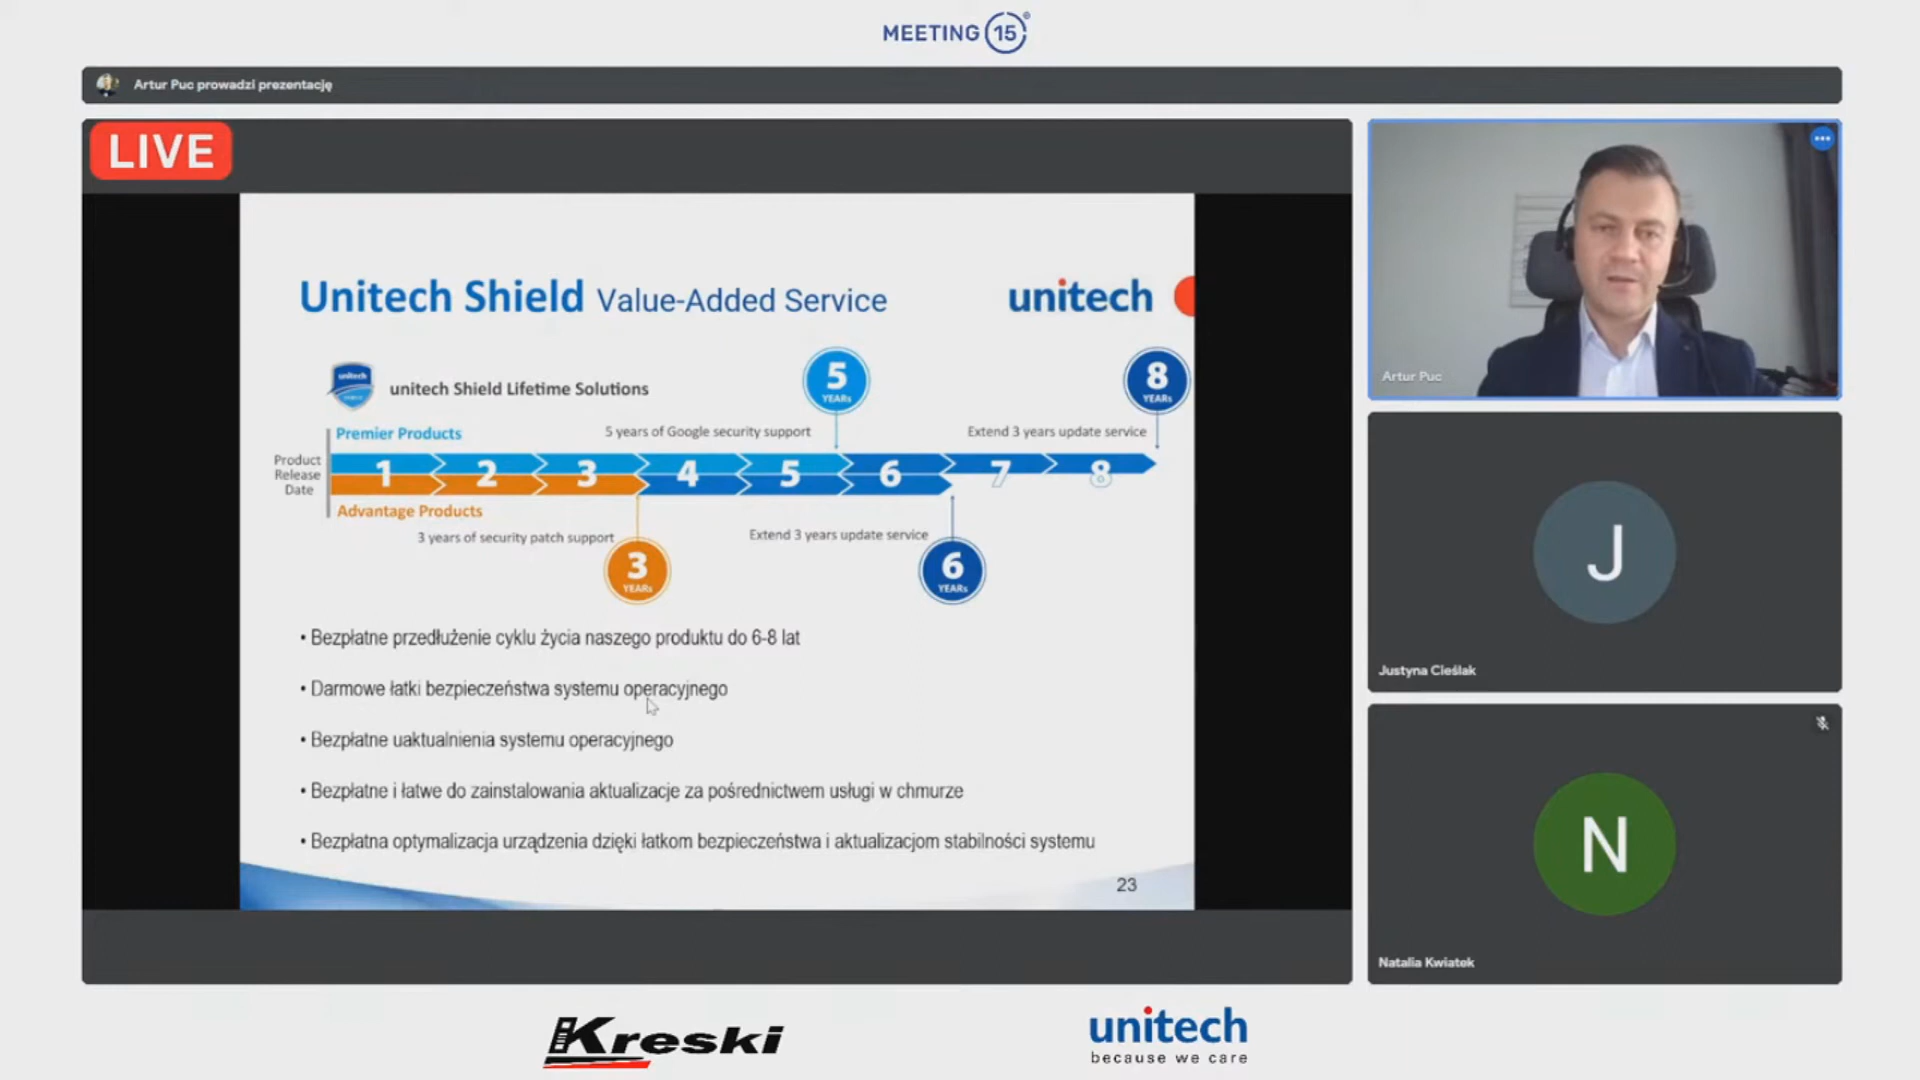 MEETING 15
Artur Puc prowadzi prezentację
LIVE
Unitech Shield Value-Added Service
unitech
unitech
unitech Shield Lifetime Solutions
5 YEARs
8 YEARs
Premier Products
5 years of Google security support
Extend 3 years update service
Product
Release
Date
1 2 3 4 5 6 7 8
Advantage Products
3 years of security patch support
Extend 3 years update service
3 YEARs
6 YEARs
• Bezpłatne przedłużenie cyklu życia naszego produktu do 6-8 lat
• Darmowe łatki bezpieczeństwa systemu operacyjnego
• Bezpłatne uaktualnienia systemu operacyjnego
• Bezpłatne i łatwe do zainstalowania aktualizacje za pośrednictwem usługi w chmurze
• Bezpłatna optymalizacja urządzenia dzięki łatkom bezpieczeństwa i aktualizacjom stabilności systemu
23
Artur Puc
J
Justyna Cieślak
N
Natalia Kwiatek
Kreski
unitech
because we care